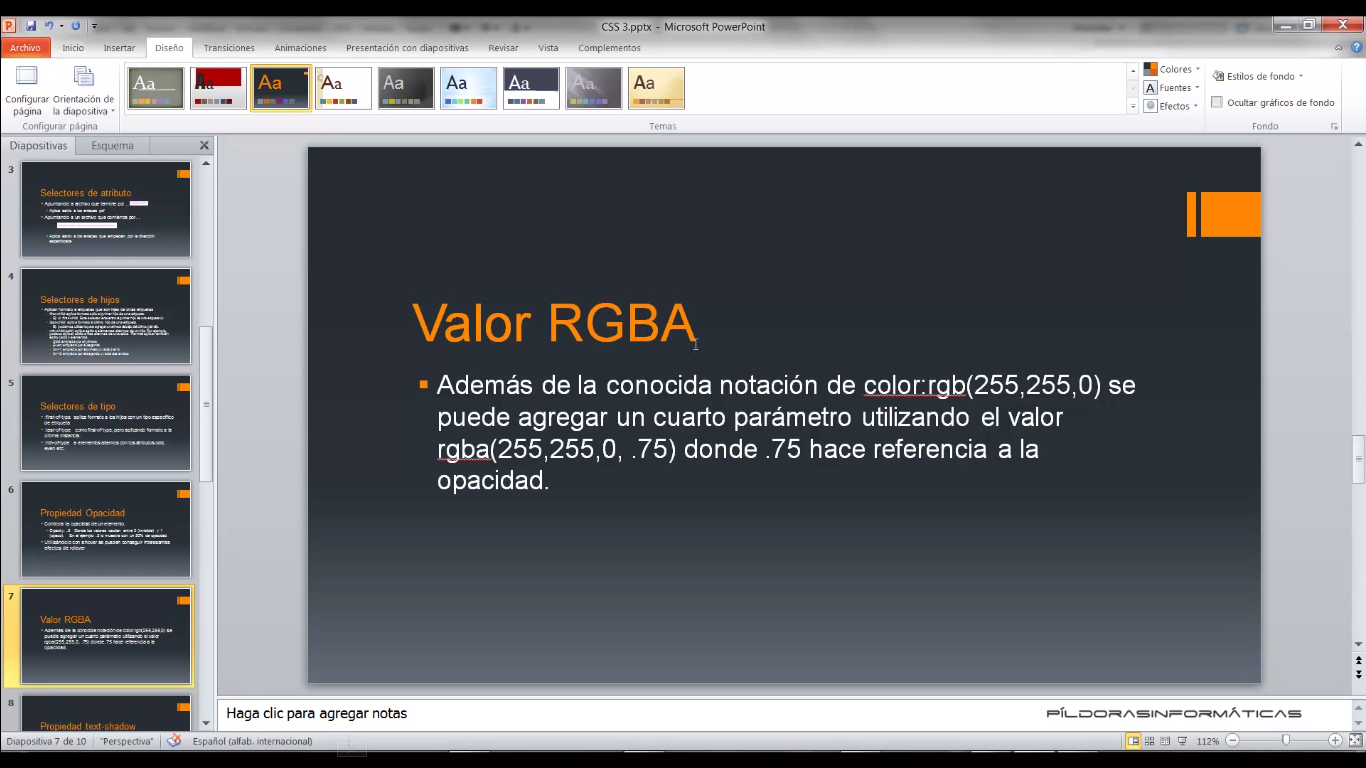 CSS 3.pptx - Microsoft PowerPoint
Archivo Inicio Insertar Diseño Transiciones Animaciones Presentación con diapositivas Revisar Vista Complementos
Configurar página
Orientación de la diapositiva
Configurar página
Aa Aa Aa Aa Aa Aa Aa Aa Aa
Temas
Colores
Fuentes
Efectos
Estilos de fondo
Ocultar gráficos de fondo
Fondo
Diapositivas Esquema
3
Selectores de atributo
4
Selectores de hijos
5
Selectores de tipo
6
Propiedad Opacidad
7
Valor RGBA
Además de la conocida notación de color:rgb(255,255,0) se
puede agregar un cuarto parámetro utilizando el valor
rgba(255,255,0, .75) donde .75 hace referencia a la
opacidad.
8
Propiedad text-shadow
Valor RGBA
Además de la conocida notación de color:rgb(255,255,0) se
puede agregar un cuarto parámetro utilizando el valor
rgba(255,255,0, .75) donde .75 hace referencia a la
opacidad.
Haga clic para agregar notas
PÍLDORASINFORMÁTICAS
Diapositiva 7 de 10 "Perspectiva" Español (alfab. internacional) 112%